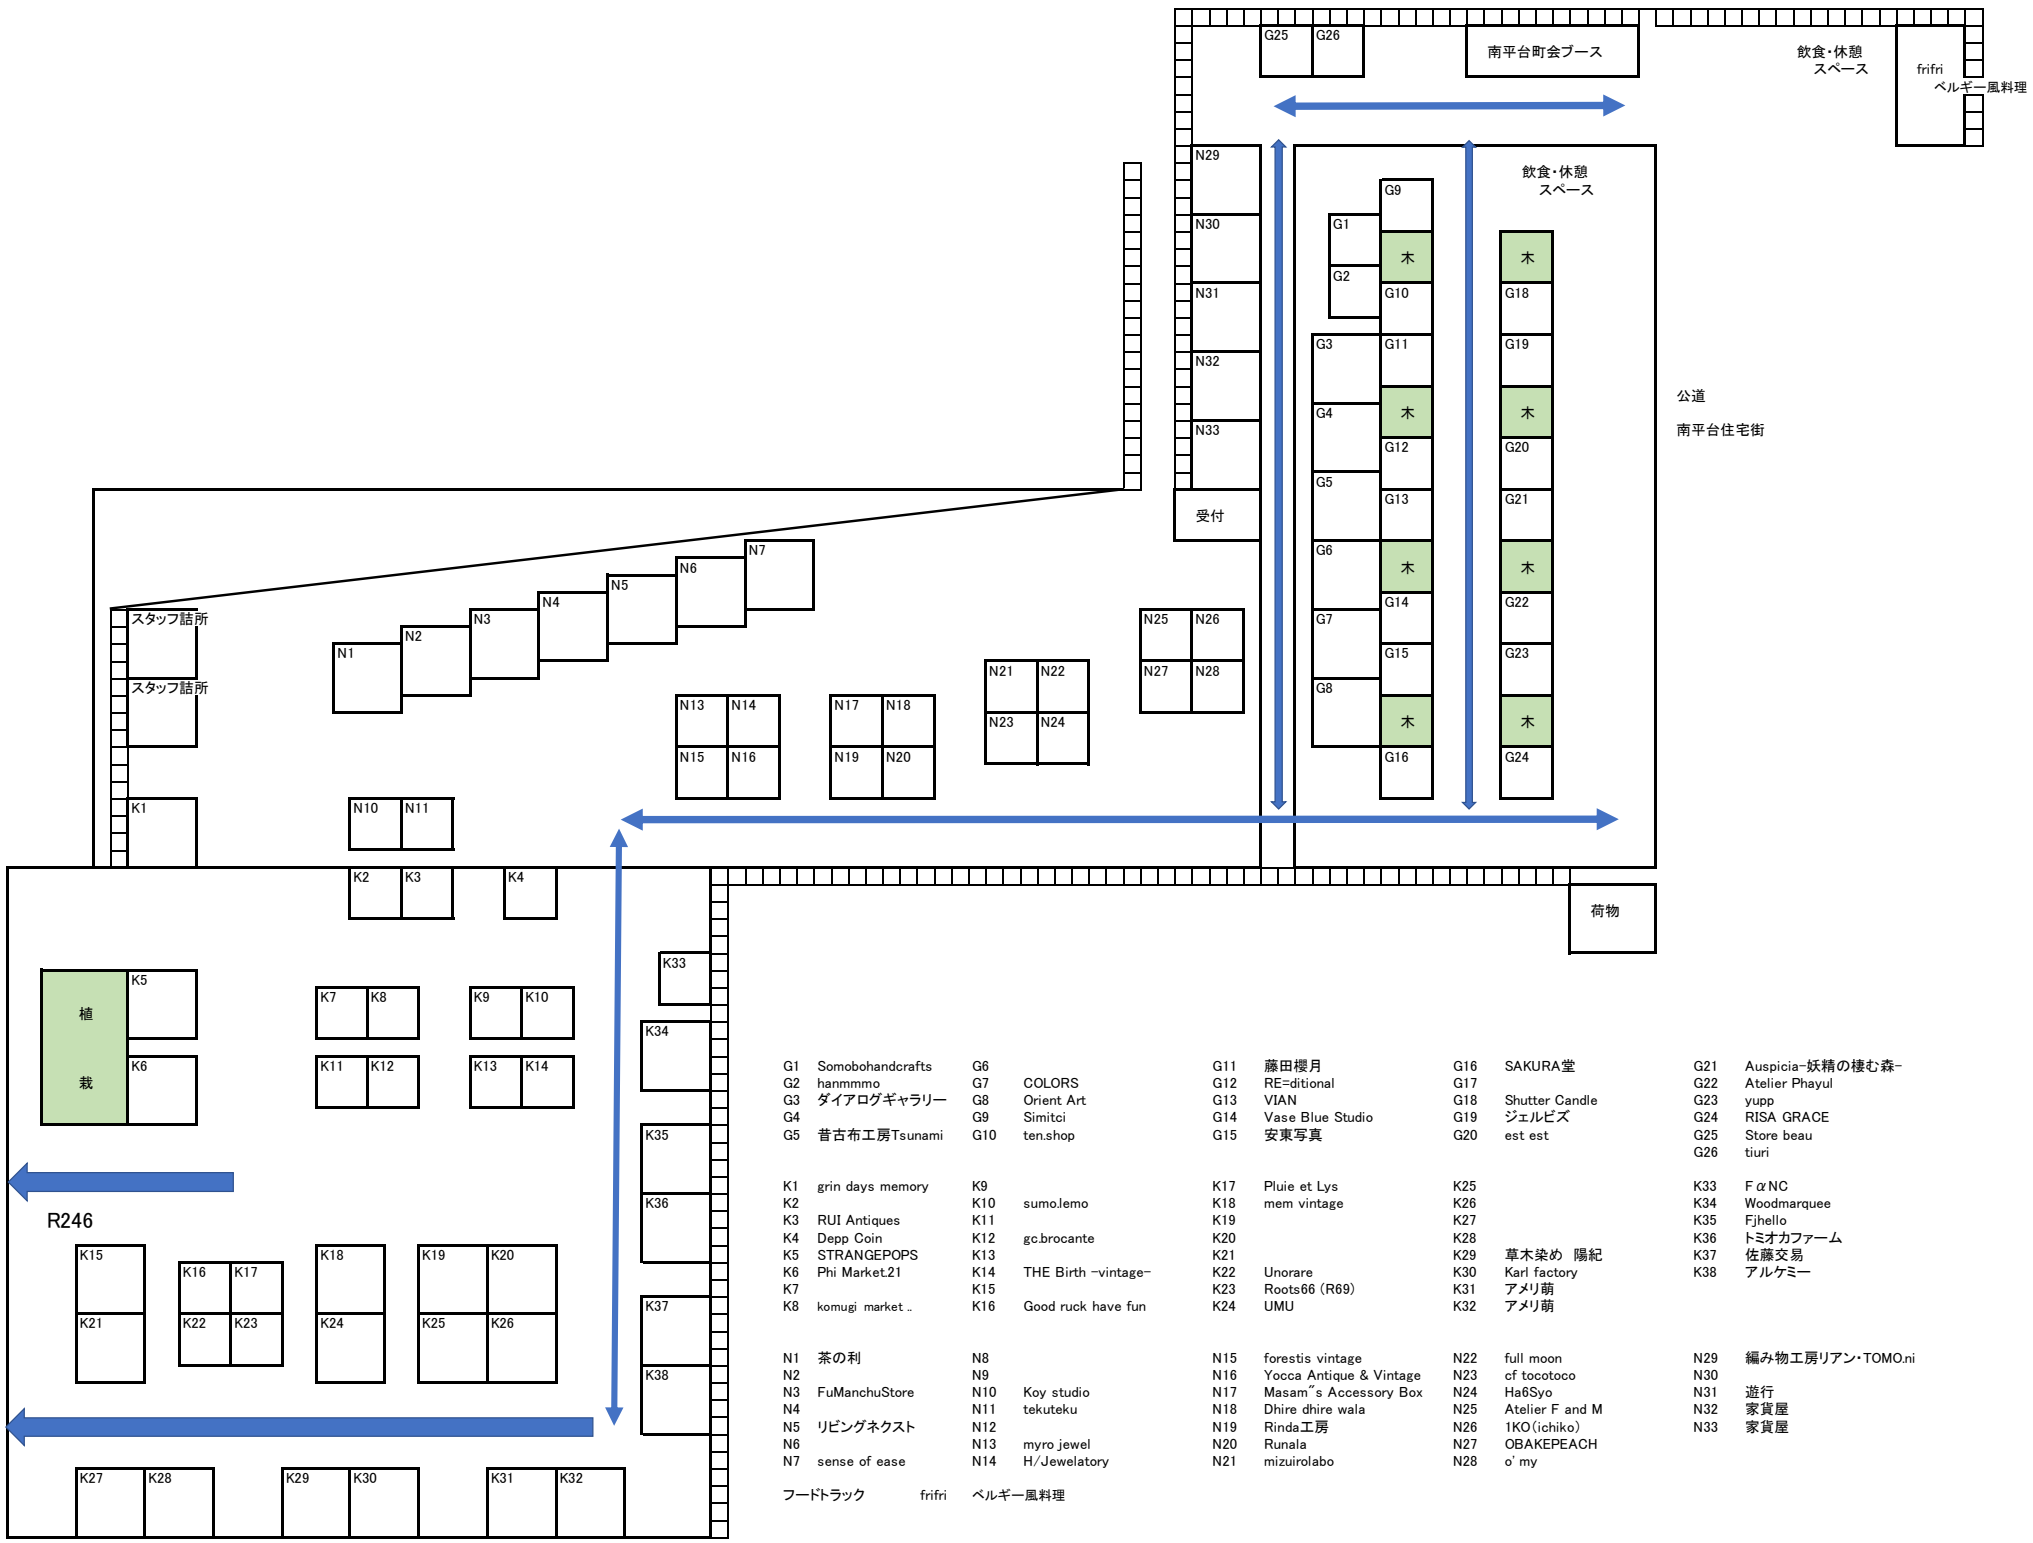 G25 G26
南平台町会ブース
飲食・休憩
スペース
frifri
ベルギー風料理
N29
N30
N31
N32
N33
受付
飲食・休憩
スペース
G9
G1
木 木
G2
G10 G18
G3 G11 G19
木 木
G4
G12 G20
G5
G13 G21
G6
木 木
G14 G22
G7
G15 G23
G8
木 木
G16 G24
公道
南平台住宅街
荷物
N7
N6
N5
N4
N3
N2
N1
スタッフ詰所
スタッフ詰所
N25 N26
N27 N28
N21 N22
N23 N24
N13 N14
N15 N16
N17 N18
N19 N20
K1
N10 N11
K2 K3 K4
K33
K5
植
栽
K6
K7 K8 K9 K10
K11 K12 K13 K14
K34
K35
K36
R246
K15
K16 K17
K18
K19 K20
K21
K22 K23
K24
K25 K26
K37
K38
K27 K28 K29 K30 K31 K32
G1 Somobohandcrafts G6 G11 藤田櫻月 G16 SAKURA堂 G21 Auspicia-妖精の棲む森-
G2 hanmmmo G7 COLORS G12 RE=ditional G17 G22 Atelier Phayul
G3 ダイアログギャラリー G8 Orient Art G13 VIAN G18 Shutter Candle G23 yupp
G4 G9 Simitci G14 Vase Blue Studio G19 ジェルビズ G24 RISA GRACE
G5 昔古布工房Tsunami G10 ten.shop G15 安東写真 G20 est est G25 Store beau
G26 tiuri
K1 grin days memory K9 K17 Pluie et Lys K25 K33 FαNC
K2 K10 sumo.lemo K18 mem vintage K26 K34 Woodmarquee
K3 RUI Antiques K11 K19 K27 K35 Fjhello
K4 Depp Coin K12 gc.brocante K20 K28 K36 トミオカファーム
K5 STRANGEPOPS K13 K21 K29 草木染め 陽紀 K37 佐藤交易
K6 Phi Market.21 K14 THE Birth -vintage- K22 Unorare K30 Karl factory K38 アルケミー
K7 K15 K23 Roots66 (R69) K31 アメリ萌
K8 komugi market .. K16 Good ruck have fun K24 UMU K32 アメリ萌
N1 茶の利 N8 N15 forestis vintage N22 full moon N29 編み物工房リアン・TOMO.ni
N2 N9 N16 Yocca Antique & Vintage N23 cf tocotoco N30
N3 FuManchuStore N10 Koy studio N17 Masam"s Accessory Box N24 Ha6Syo N31 遊行
N4 N11 tekuteku N18 Dhire dhire wala N25 Atelier F and M N32 家貨屋
N5 リビングネクスト N12 N19 Rinda工房 N26 1KO(ichiko) N33 家貨屋
N6 N13 myro jewel N20 Runala N27 OBAKEPEACH
N7 sense of ease N14 H/Jewelatory N21 mizuirolabo N28 o' my
フードトラック frifri ベルギー風料理